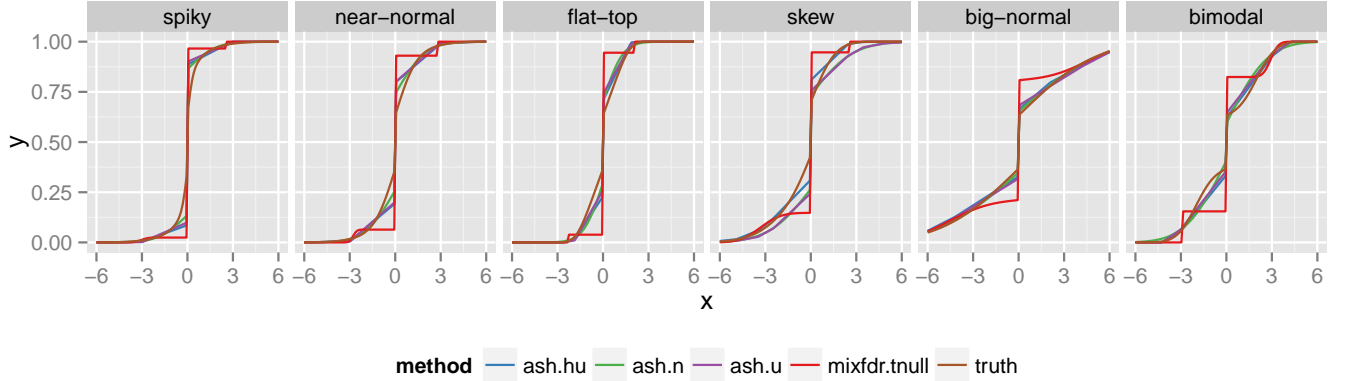 spiky near−normal flat−top skew big−normal bimodal
1.00
0.75
0.50
0.25
0.00
y
−6 −3 0 3 6 −6 −3 0 3 6 −6 −3 0 3 6 −6 −3 0 3 6 −6 −3 0 3 6 −6 −3 0 3 6
x
method ash.hu ash.n ash.u mixfdr.tnull truth